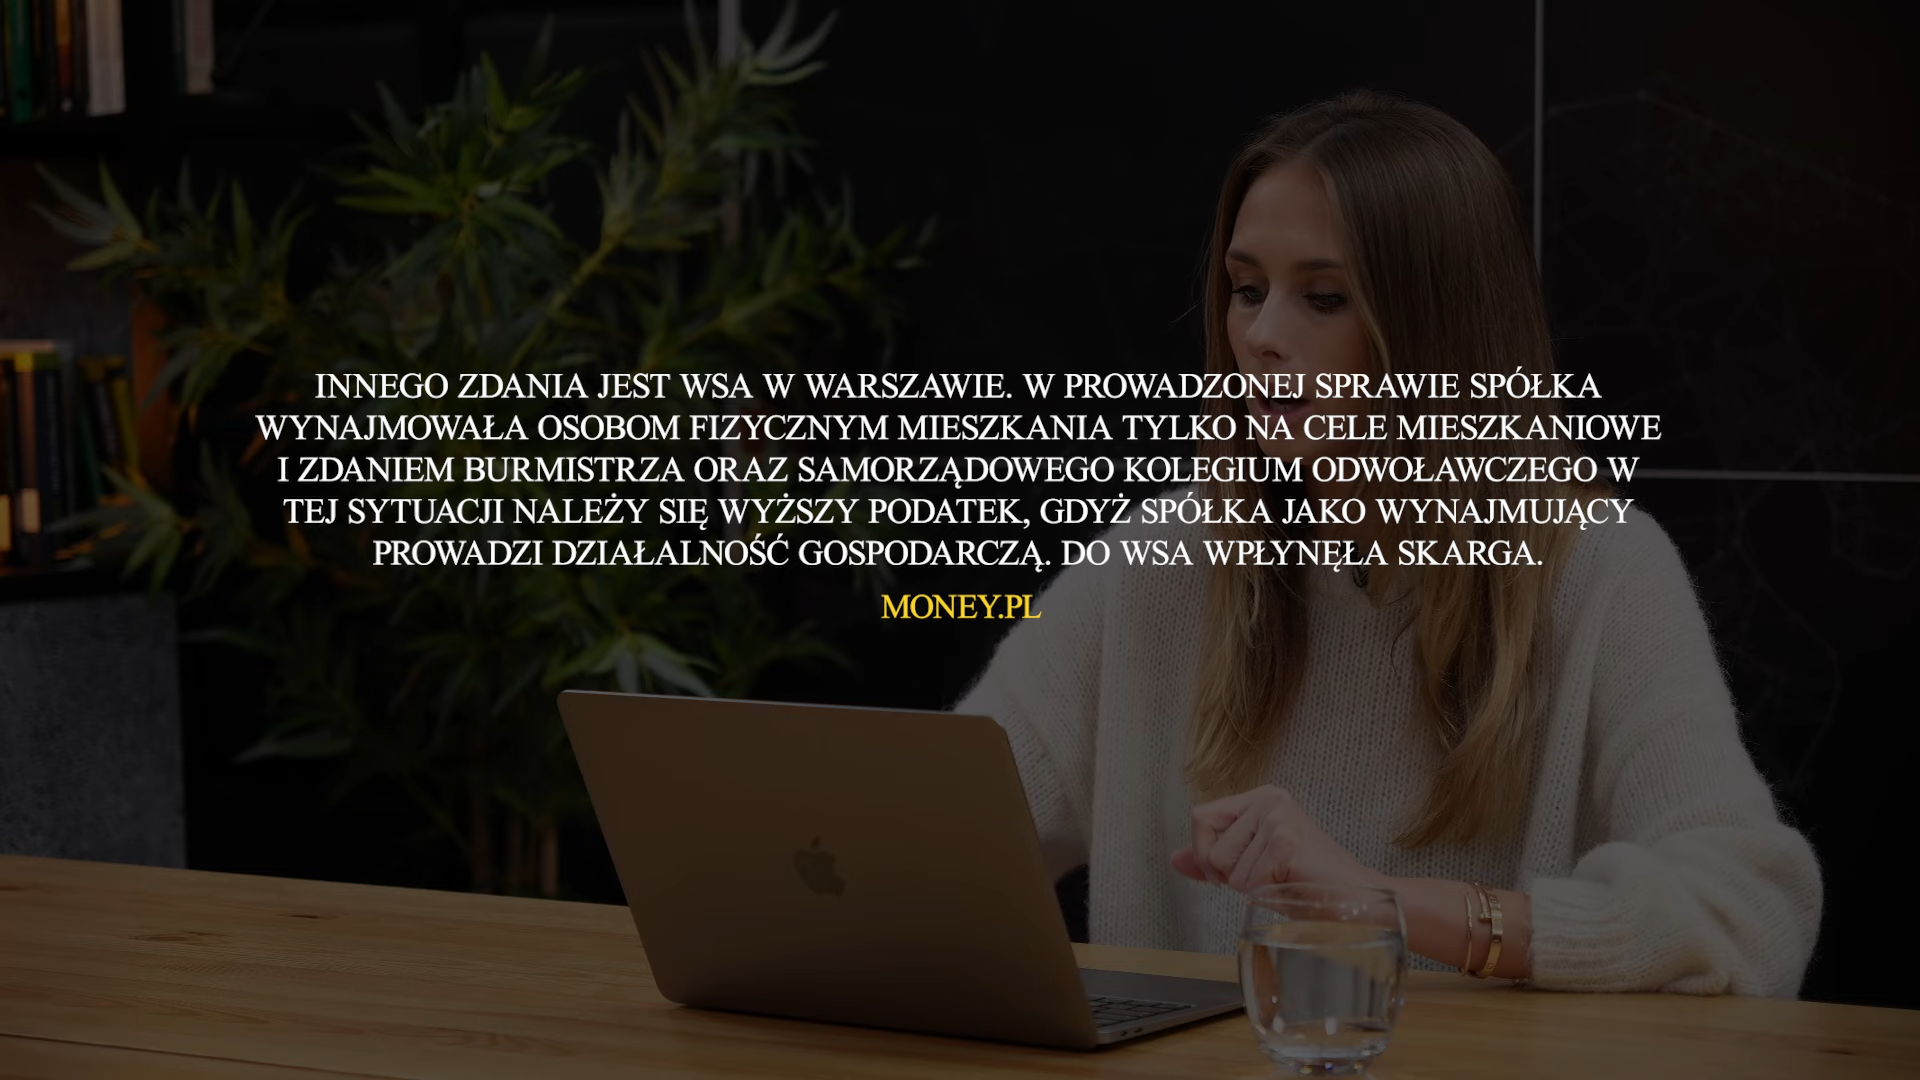 INNEGO ZDANIA JEST WSA W WARSZAWIE. W PROWADZONEJ SPRAWIE SPÓŁKA
WYNAJMOWAŁA OSOBOM FIZYCZNYM MIESZKANIA TYLKO NA CELE MIESZKANIOWE
I ZDANIEM BURMISTRZA ORAZ SAMORZĄDOWEGO KOLEGIUM ODWOŁAWCZEGO W
TEJ SYTUACJI NALEŻY SIĘ WYŻSZY PODATEK, GDYŻ SPÓŁKA JAKO WYNAJMUJĄCY
PROWADZI DZIAŁALNOŚĆ GOSPODARCZĄ. DO WSA WPŁYNĘŁA SKARGA.
MONEY.PL